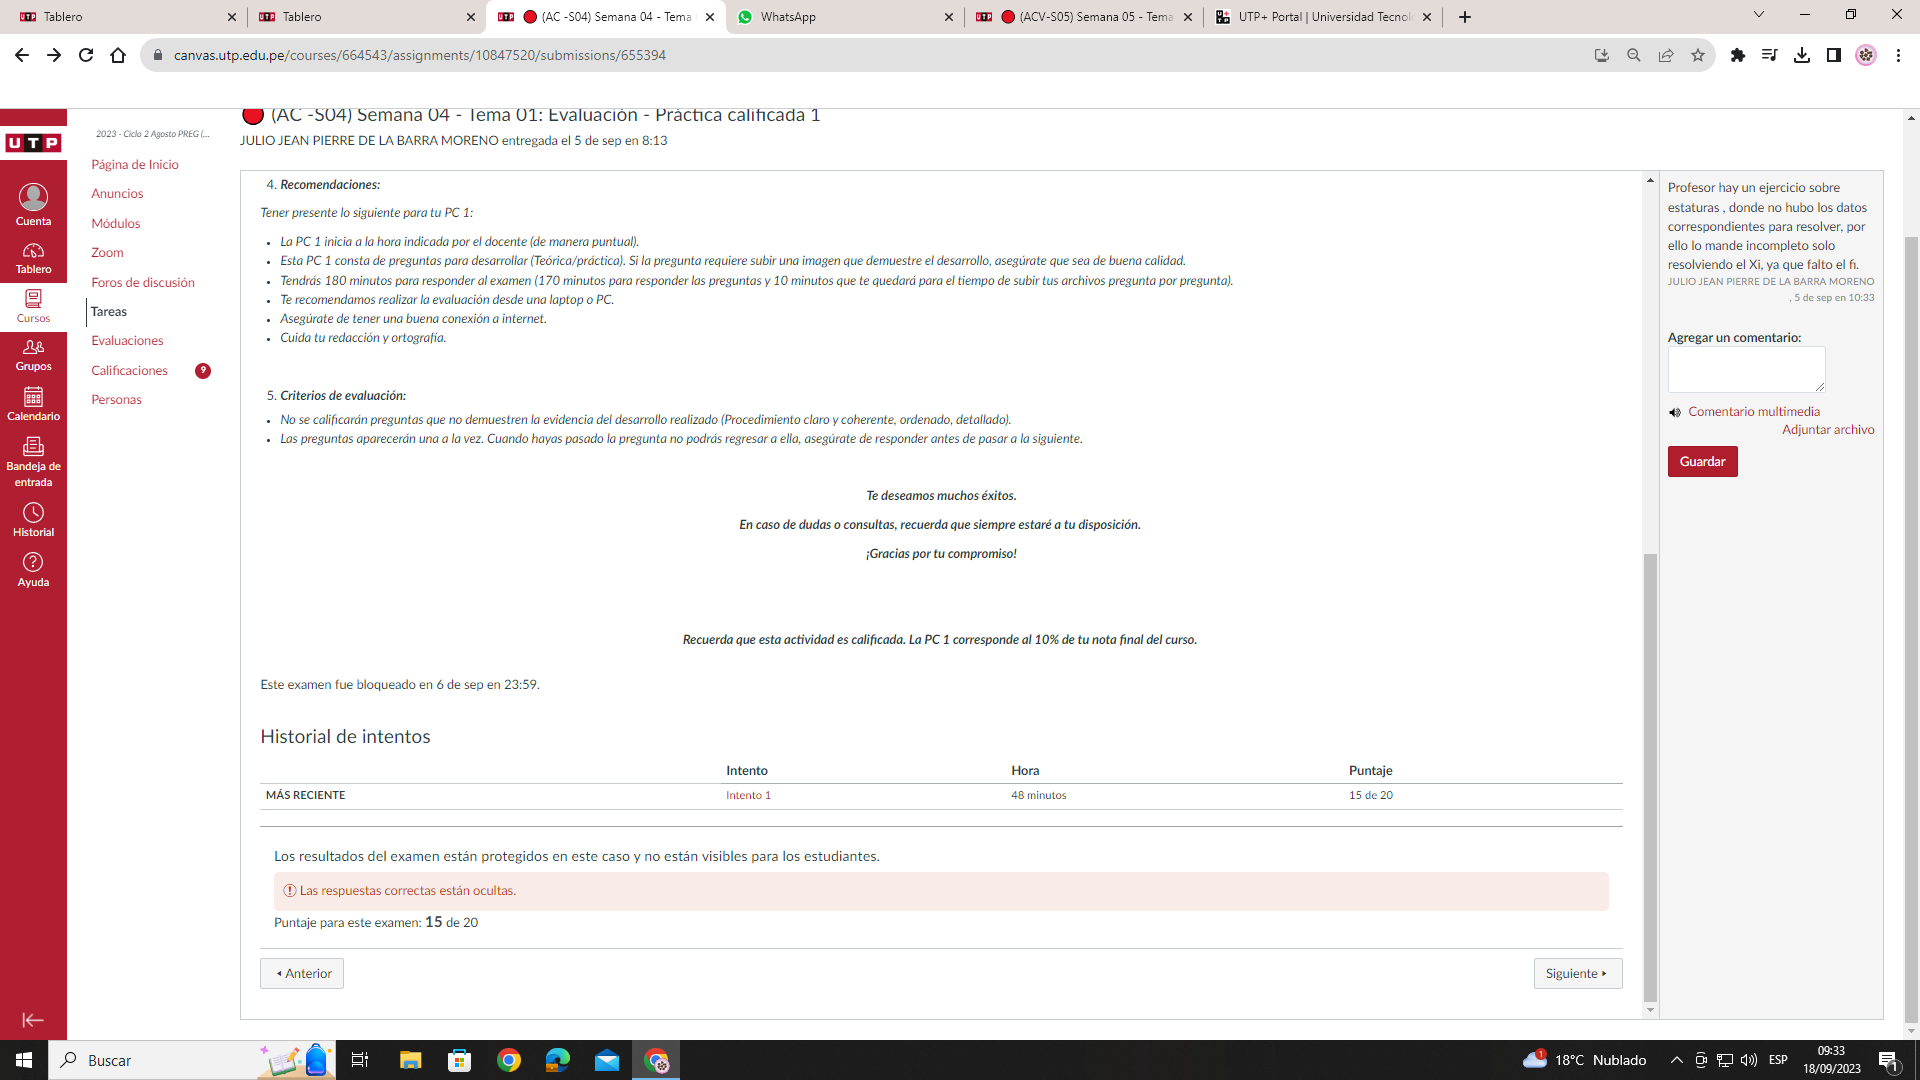 Tablero
Tablero
(AC -S04) Semana 04 - Tema
WhatsApp
(ACV-S05) Semana 05 - Tema
UTP+ Portal | Universidad Tecnol
canvas.utp.edu.pe/courses/664543/assignments/10847520/submissions/655394
UTP
Cuenta
Tablero
Cursos
Grupos
Calendario
Bandeja de
entrada
Historial
Ayuda
2023 - Ciclo 2 Agosto PREG (...
Página de Inicio
Anuncios
Módulos
Zoom
Foros de discusión
Tareas
Evaluaciones
Calificaciones 9
Personas
(AC -S04) Semana 04 - Tema 01: Evaluación - Práctica calificada 1
JULIO JEAN PIERRE DE LA BARRA MORENO entregada el 5 de sep en 8:13
4. Recomendaciones:
Tener presente lo siguiente para tu PC 1:
• La PC 1 inicia a la hora indicada por el docente (de manera puntual).
• Esta PC 1 consta de preguntas para desarrollar (Teórica/práctica). Si la pregunta requiere subir una imagen que demuestre el desarrollo, asegúrate que sea de buena calidad.
• Tendrás 180 minutos para responder al examen (170 minutos para responder las preguntas y 10 minutos que te quedará para el tiempo de subir tus archivos pregunta por pregunta).
• Te recomendamos realizar la evaluación desde una laptop o PC.
• Asegúrate de tener una buena conexión a internet.
• Cuida tu redacción y ortografía.
5. Criterios de evaluación:
• No se calificarán preguntas que no demuestren la evidencia del desarrollo realizado (Procedimiento claro y coherente, ordenado, detallado).
• Las preguntas aparecerán una a la vez. Cuando hayas pasado la pregunta no podrás regresar a ella, asegúrate de responder antes de pasar a la siguiente.
Te deseamos muchos éxitos.
En caso de dudas o consultas, recuerda que siempre estaré a tu disposición.
¡Gracias por tu compromiso!
Recuerda que esta actividad es calificada. La PC 1 corresponde al 10% de tu nota final del curso.
Este examen fue bloqueado en 6 de sep en 23:59.
Historial de intentos
Intento Hora Puntaje
MÁS RECIENTE Intento 1 48 minutos 15 de 20
Los resultados del examen están protegidos en este caso y no están visibles para los estudiantes.
Las respuestas correctas están ocultas.
Puntaje para este examen: 15 de 20
Anterior
Siguiente
Profesor hay un ejercicio sobre
estaturas , donde no hubo los datos
correspondientes para resolver, por
ello lo mande incompleto solo
resolviendo el Xi, ya que falto el fi.
JULIO JEAN PIERRE DE LA BARRA MORENO
, 5 de sep en 10:33
Agregar un comentario:
Comentario multimedia
Adjuntar archivo
Guardar
Buscar
1
18°C Nublado
ESP
09:33
18/09/2023
1